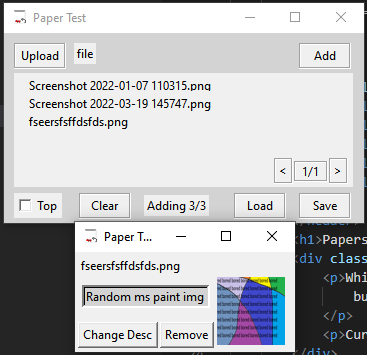 Paper Test
Upload
file
Add
Screenshot 2022-01-07 110315.png
Screenshot 2022-03-19 145747.png
fseersfsffdsfds.png
< 1/1 >
Top
Clear
Adding 3/3
Load
Save
Paper T...
fseersfsffdsfds.png
Random ms paint img
Change Desc
Remove
<h1>Papers
<div class
<p>Whi
bu
</p>
<p>Cur
</div>